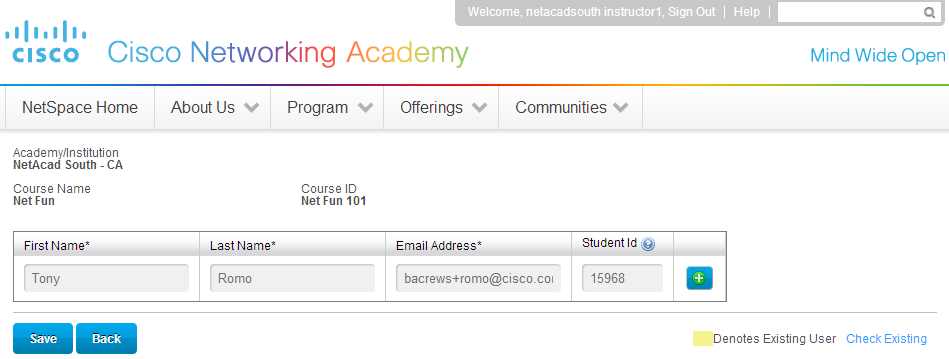 Welcome, netacadsouth instructor1, Sign Out | Help
CISCO
Cisco Networking Academy
Mind Wide Open
NetSpace Home About Us Program Offerings Communities
Academy/Institution
NetAcad South - CA
Course Name Course ID
Net Fun Net Fun 101
First Name* Last Name* Email Address* Student Id ?
Tony Romo bacrews+romo@cisco.co 15968
Save Back Denotes Existing User Check Existing